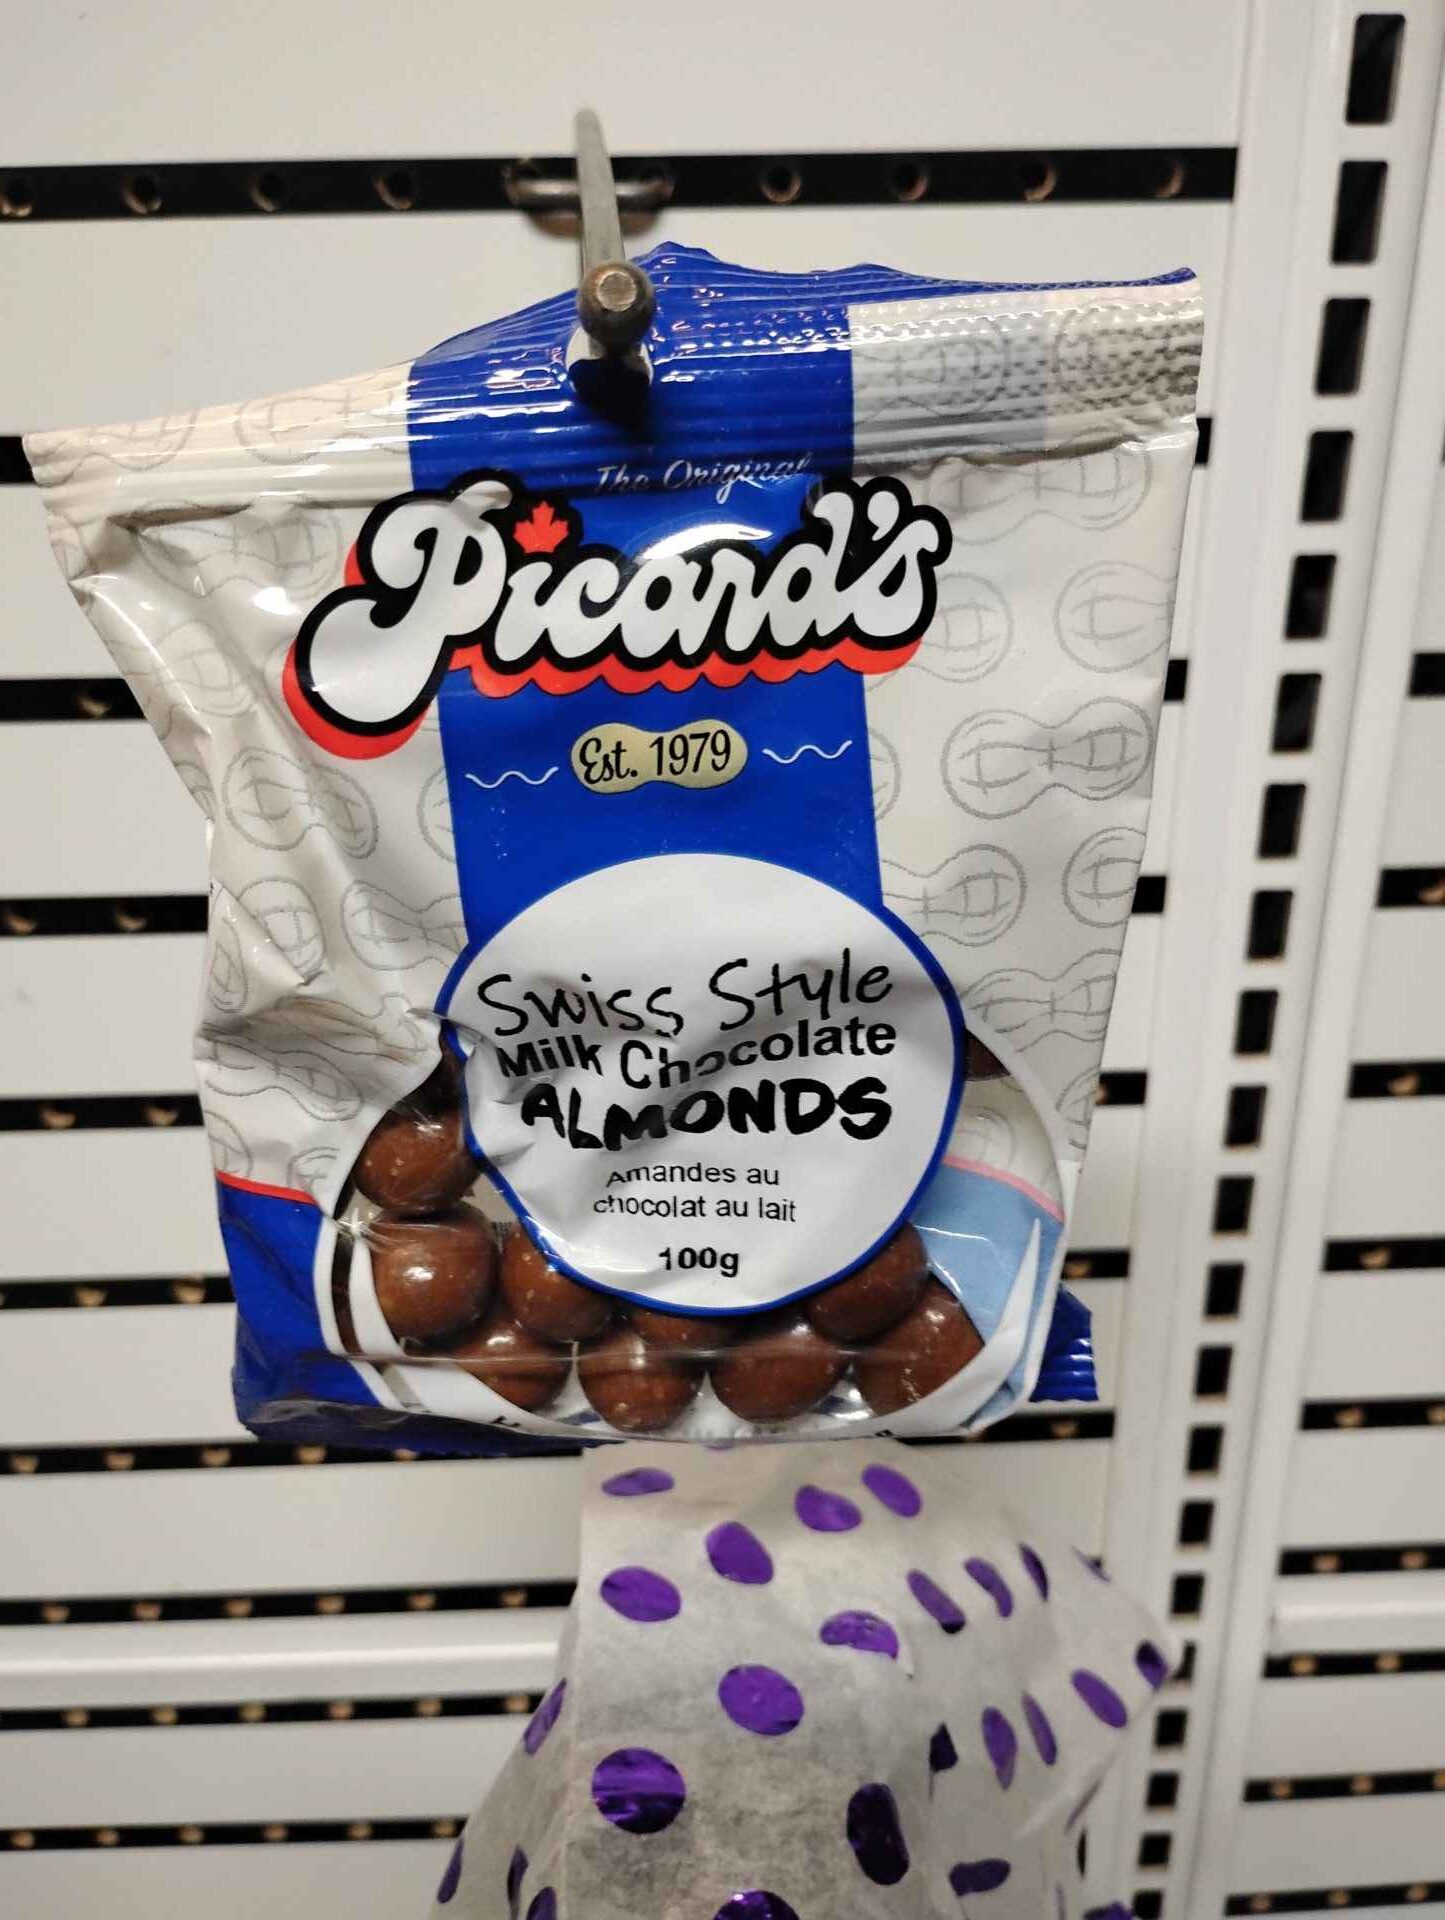 The Original
Picard's
Est. 1979
Swiss Style
Milk Chocolate
ALMONDS
Amandes au
chocolat au lait
100g